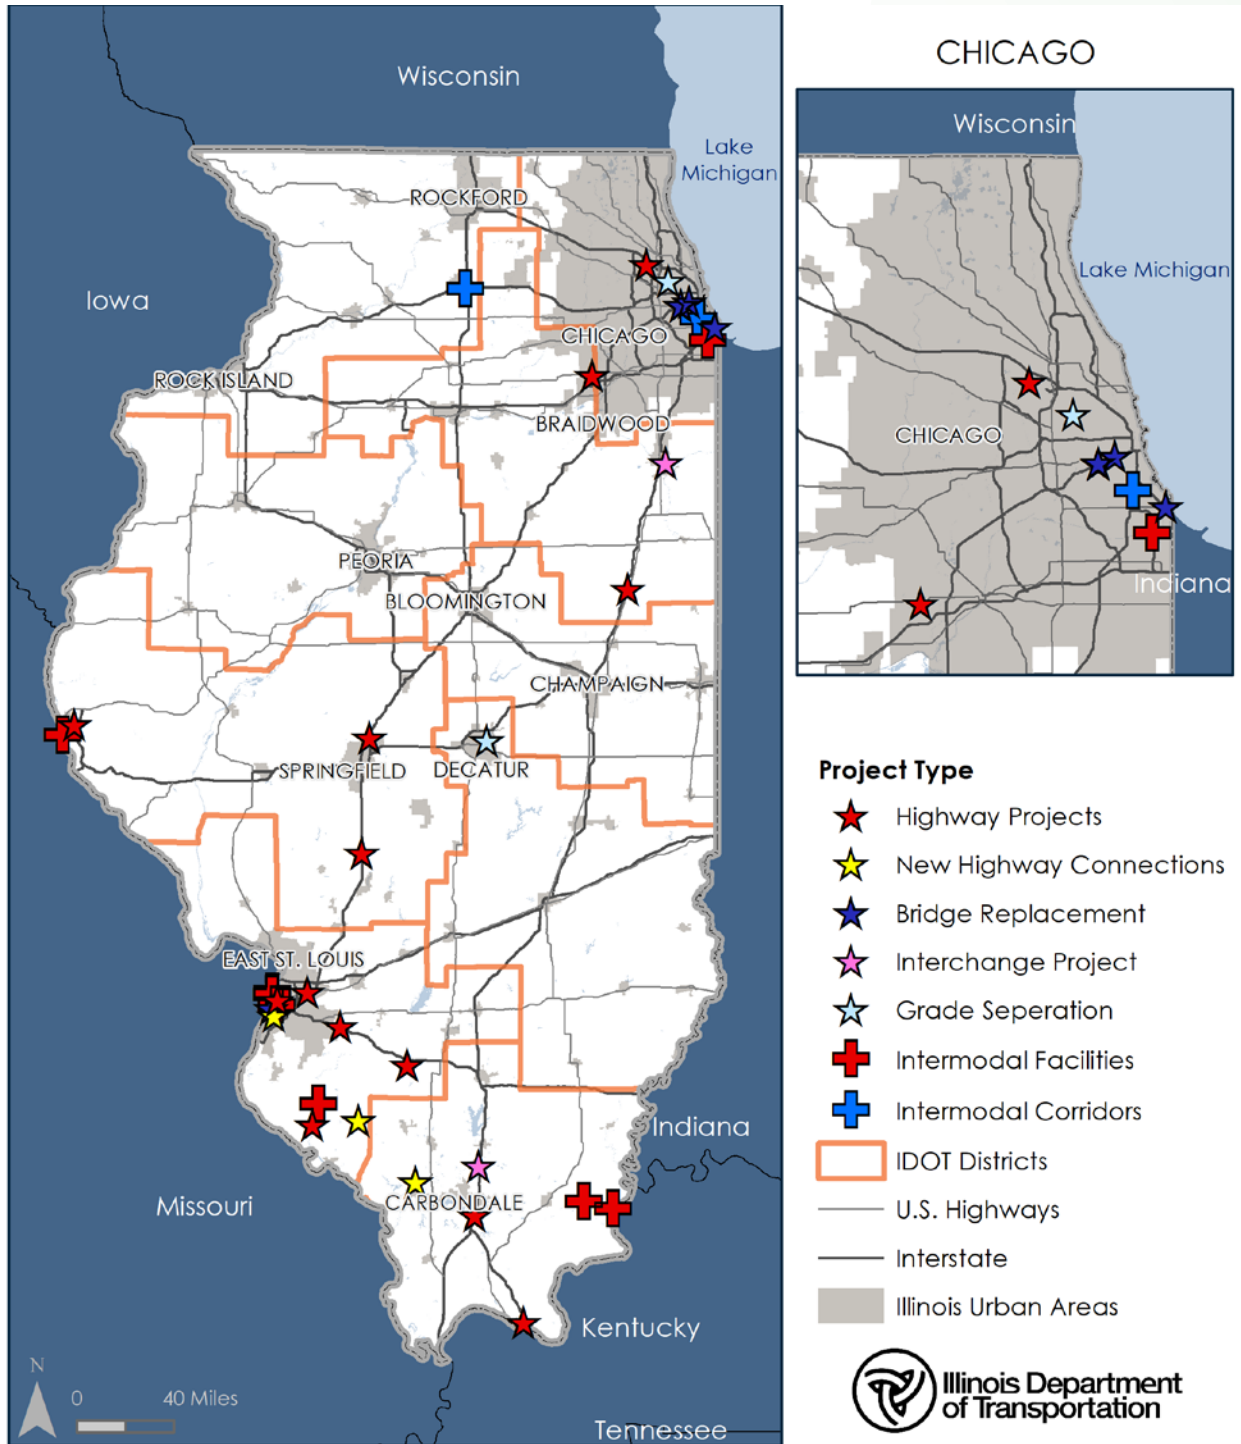 Wisconsin
Lake
Michigan
ROCKFORD
Iowa
CHICAGO
ROCK ISLAND
BRAIDWOOD
PEORIA
BLOOMINGTON
CHAMPAIGN
SPRINGFIELD
DECATUR
EAST ST. LOUIS
Indiana
Missouri
CARBONDALE
Kentucky
N
0 40 Miles
Tennessee
CHICAGO
Wisconsin
Lake Michigan
CHICAGO
Indiana
Project Type
Highway Projects
New Highway Connections
Bridge Replacement
Interchange Project
Grade Seperation
Intermodal Facilities
Intermodal Corridors
IDOT Districts
U.S. Highways
Interstate
Illinois Urban Areas
Illinois Department
of Transportation